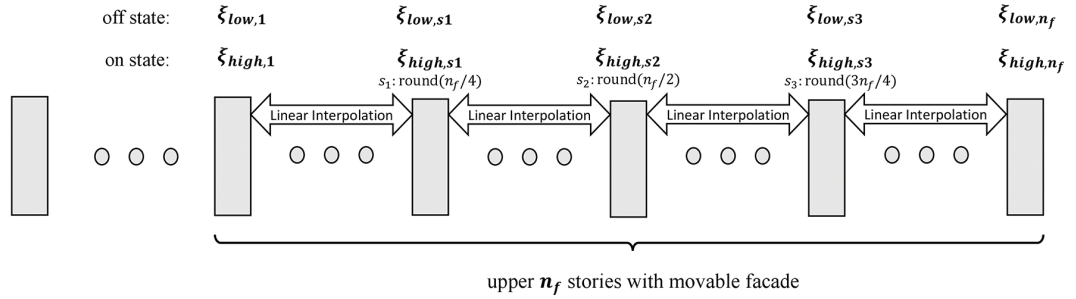 off state: ξlow,1 ξlow,s1 ξlow,s2 ξlow,s3 ξlow,nf
on state: ξhigh,1 ξhigh,s1 ξhigh,s2 ξhigh,s3 ξhigh,nf
s1: round(nf/4) s2: round(nf/2) s3: round(3nf/4)
Linear Interpolation Linear Interpolation Linear Interpolation Linear Interpolation
upper nf stories with movable facade